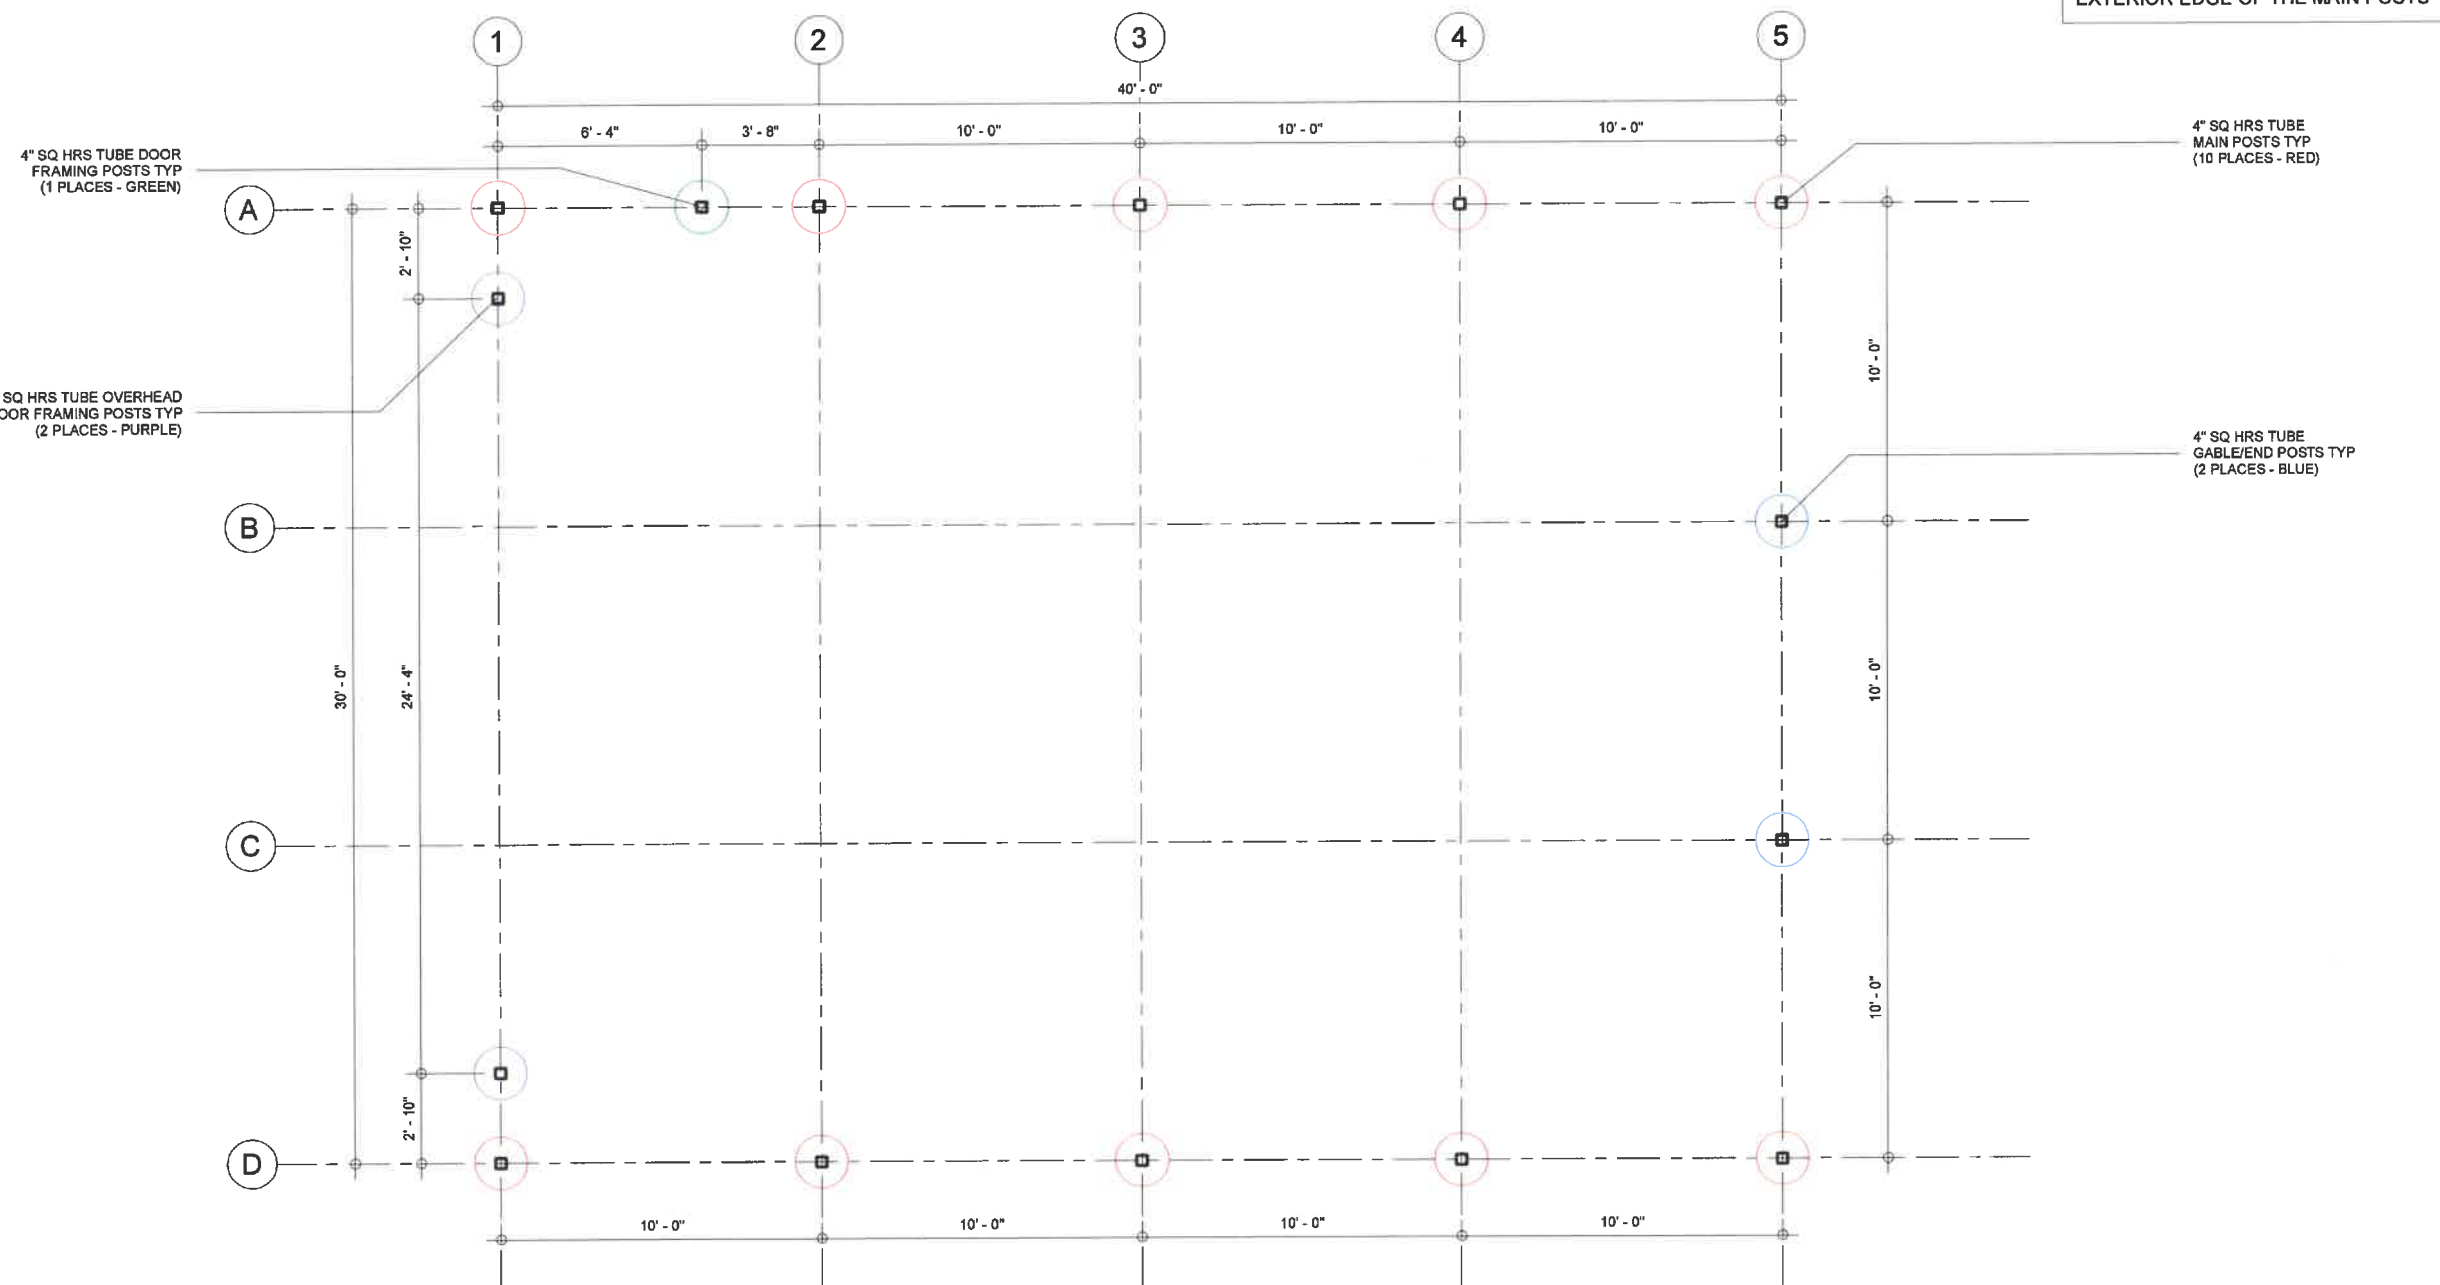 EXTERIOR EDGE OF THE MAIN POSTS
1
2
3
4
5
40' - 0"
6' - 4"
3' - 8"
10' - 0"
10' - 0"
10' - 0"
4" SQ HRS TUBE DOOR
FRAMING POSTS TYP
(1 PLACES - GREEN)
4" SQ HRS TUBE
MAIN POSTS TYP
(10 PLACES - RED)
A
2' - 10"
10' - 0"
SQ HRS TUBE OVERHEAD
DOOR FRAMING POSTS TYP
(2 PLACES - PURPLE)
4" SQ HRS TUBE
GABLE/END POSTS TYP
(2 PLACES - BLUE)
B
30' - 0"
24' - 4"
10' - 0"
C
10' - 0"
2' - 10"
D
10' - 0"
10' - 0"
10' - 0"
10' - 0"